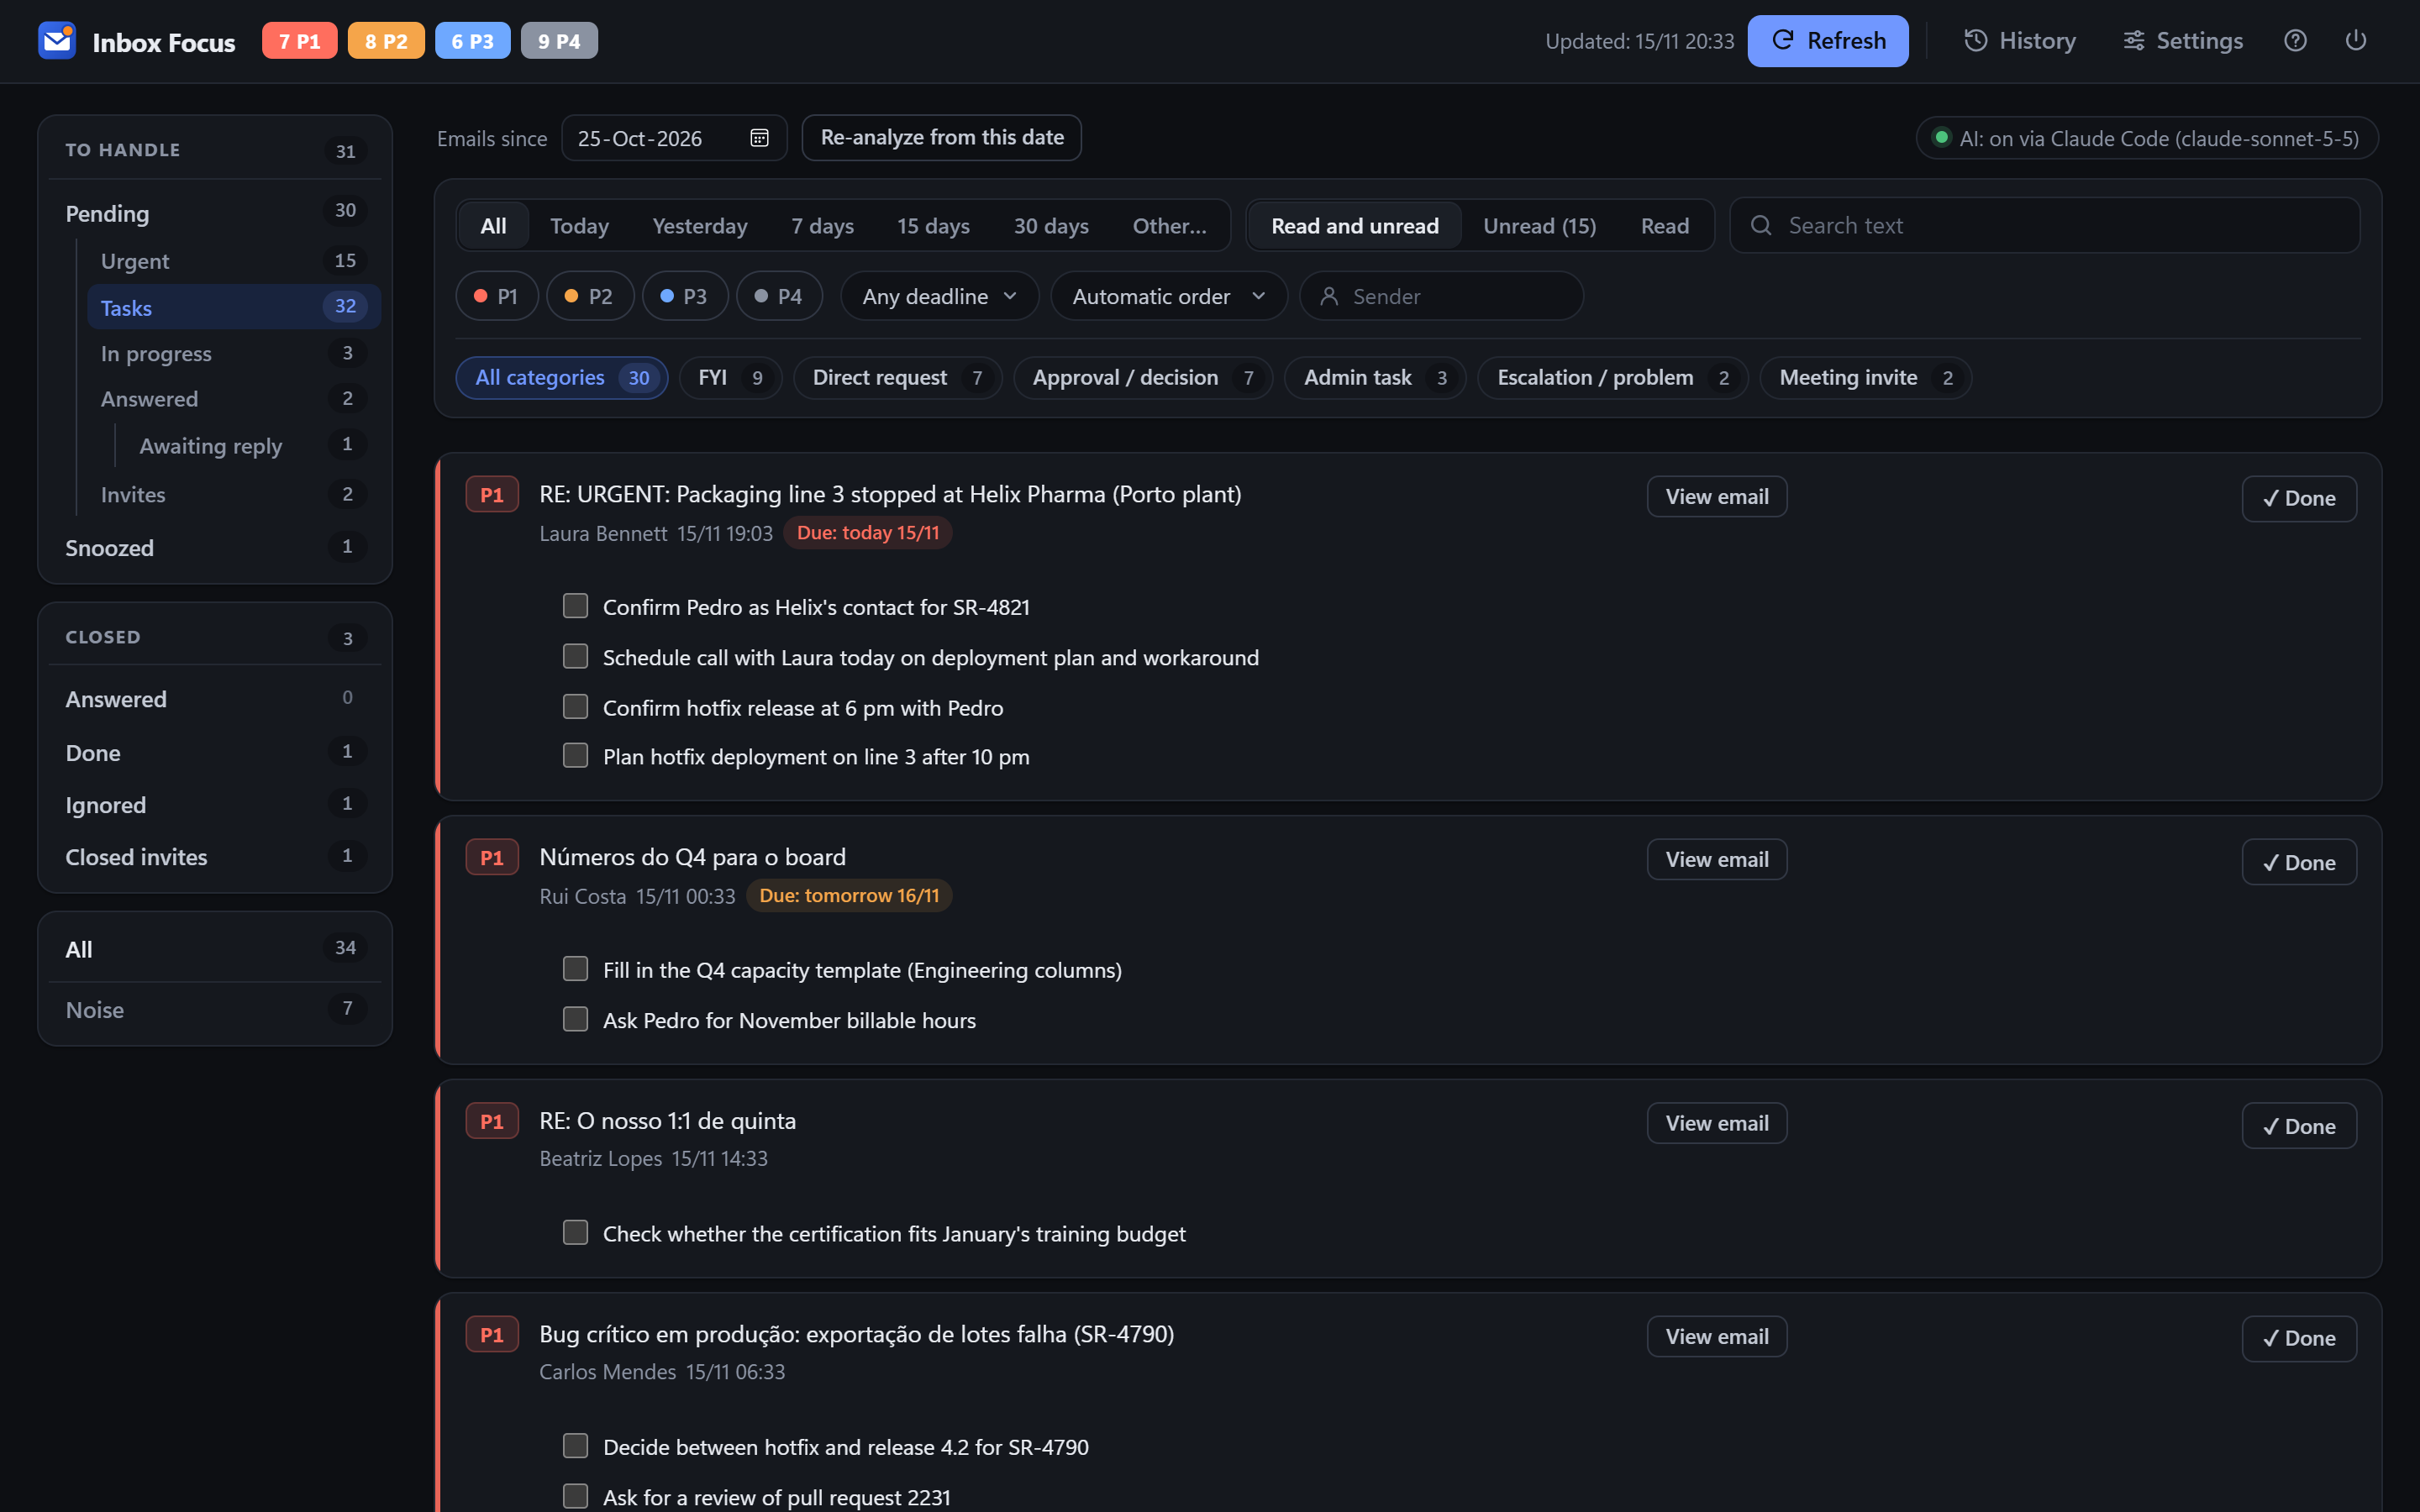 Inbox Focus 7 P1 8 P2 6 P3 9 P4 Updated: 15/11 20:33 Refresh History Settings
TO HANDLE 31
Pending 30
Urgent 15
Tasks 32
In progress 3
Answered 2
Awaiting reply 1
Invites 2
Snoozed 1
CLOSED 3
Answered 0
Done 1
Ignored 1
Closed invites 1
All 34
Noise 7
Emails since 25-Oct-2026 Re-analyze from this date AI: on via Claude Code (claude-sonnet-5-5)
All Today Yesterday 7 days 15 days 30 days Other... Read and unread Unread (15) Read Search text
P1 P2 P3 P4 Any deadline Automatic order Sender
All categories 30 FYI 9 Direct request 7 Approval / decision 7 Admin task 3 Escalation / problem 2 Meeting invite 2
P1 RE: URGENT: Packaging line 3 stopped at Helix Pharma (Porto plant) View email ✓ Done
Laura Bennett 15/11 19:03 Due: today 15/11
Confirm Pedro as Helix's contact for SR-4821
Schedule call with Laura today on deployment plan and workaround
Confirm hotfix release at 6 pm with Pedro
Plan hotfix deployment on line 3 after 10 pm
P1 Números do Q4 para o board View email ✓ Done
Rui Costa 15/11 00:33 Due: tomorrow 16/11
Fill in the Q4 capacity template (Engineering columns)
Ask Pedro for November billable hours
P1 RE: O nosso 1:1 de quinta View email ✓ Done
Beatriz Lopes 15/11 14:33
Check whether the certification fits January's training budget
P1 Bug crítico em produção: exportação de lotes falha (SR-4790) View email ✓ Done
Carlos Mendes 15/11 06:33
Decide between hotfix and release 4.2 for SR-4790
Ask for a review of pull request 2231